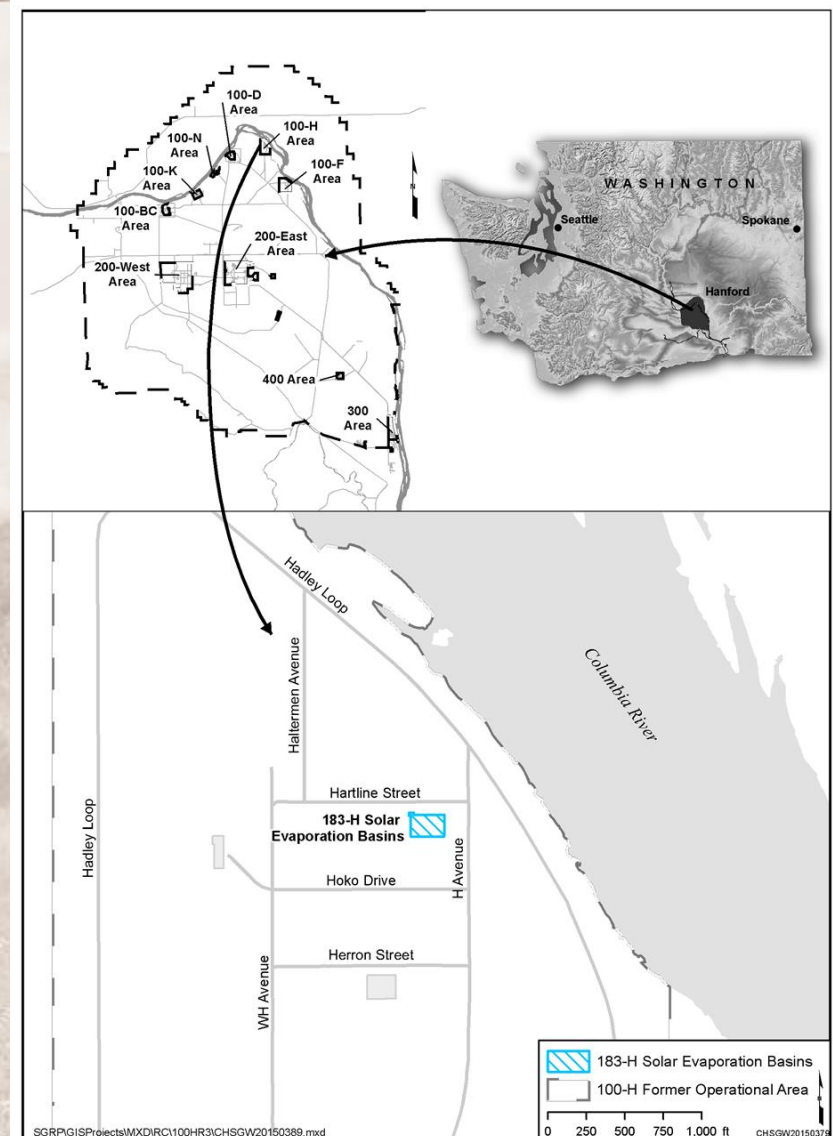 100-D
Area
100-H
Area
100-N
Area
100-F
Area
100-K
Area
100-BC
Area
200-East
Area
200-West
Area
400 Area
300
Area
N
WASHINGTON
Seattle
Spokane
Hanford
Hadley Loop
Haltermen Avenue
Columbia River
Hartline Street
183-H Solar
Evaporation Basins
Hadley Loop
Hoko Drive
H Avenue
Herron Street
WH Avenue
183-H Solar Evaporation Basins
100-H Former Operational Area
0 250 500 750 1,000 ft
SGRP\GISProjects\MXD\RC\100HR3\CHSGW20150389.mxd
CHSGW20150379